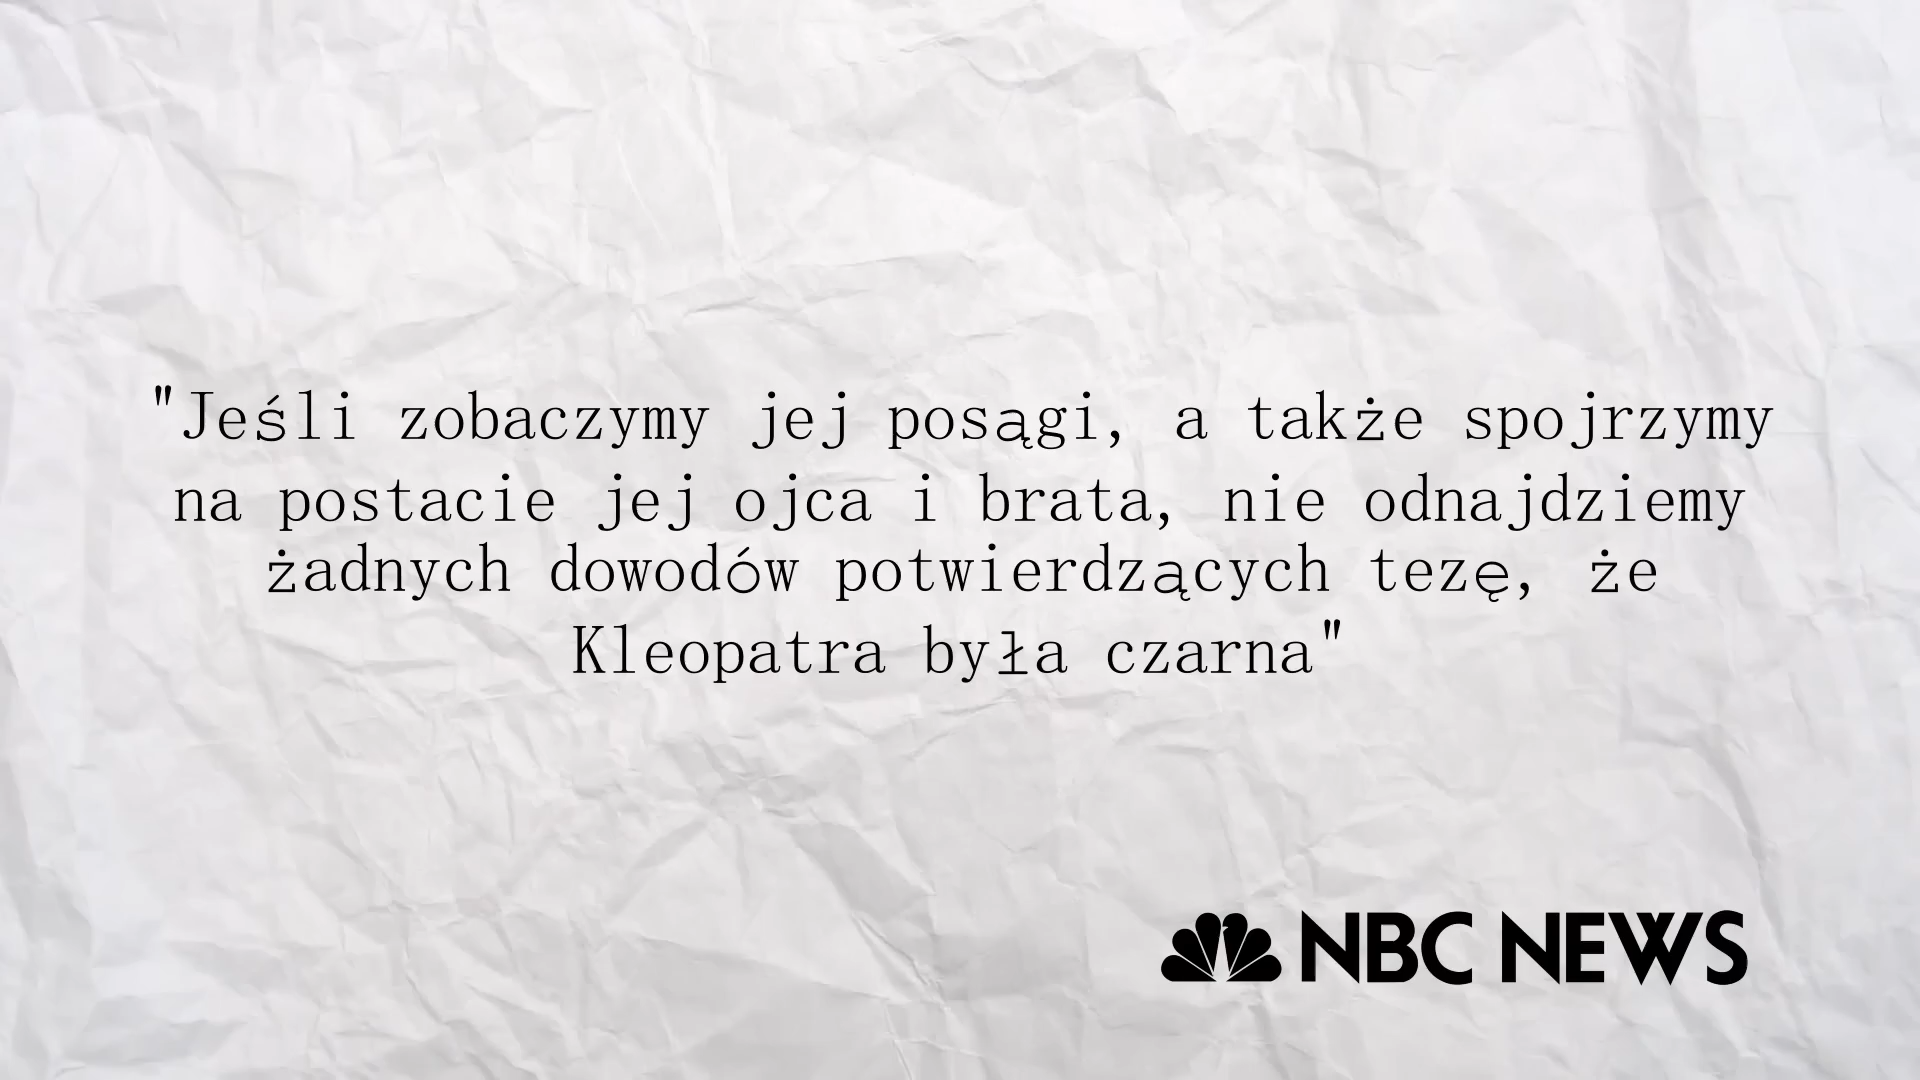 "Jeśli zobaczymy jej posągi, a także spojrzymy
na postacie jej ojca i brata, nie odnajdziemy
żadnych dowodów potwierdzących tezę, że
Kleopatra była czarna"
NBC NEWS